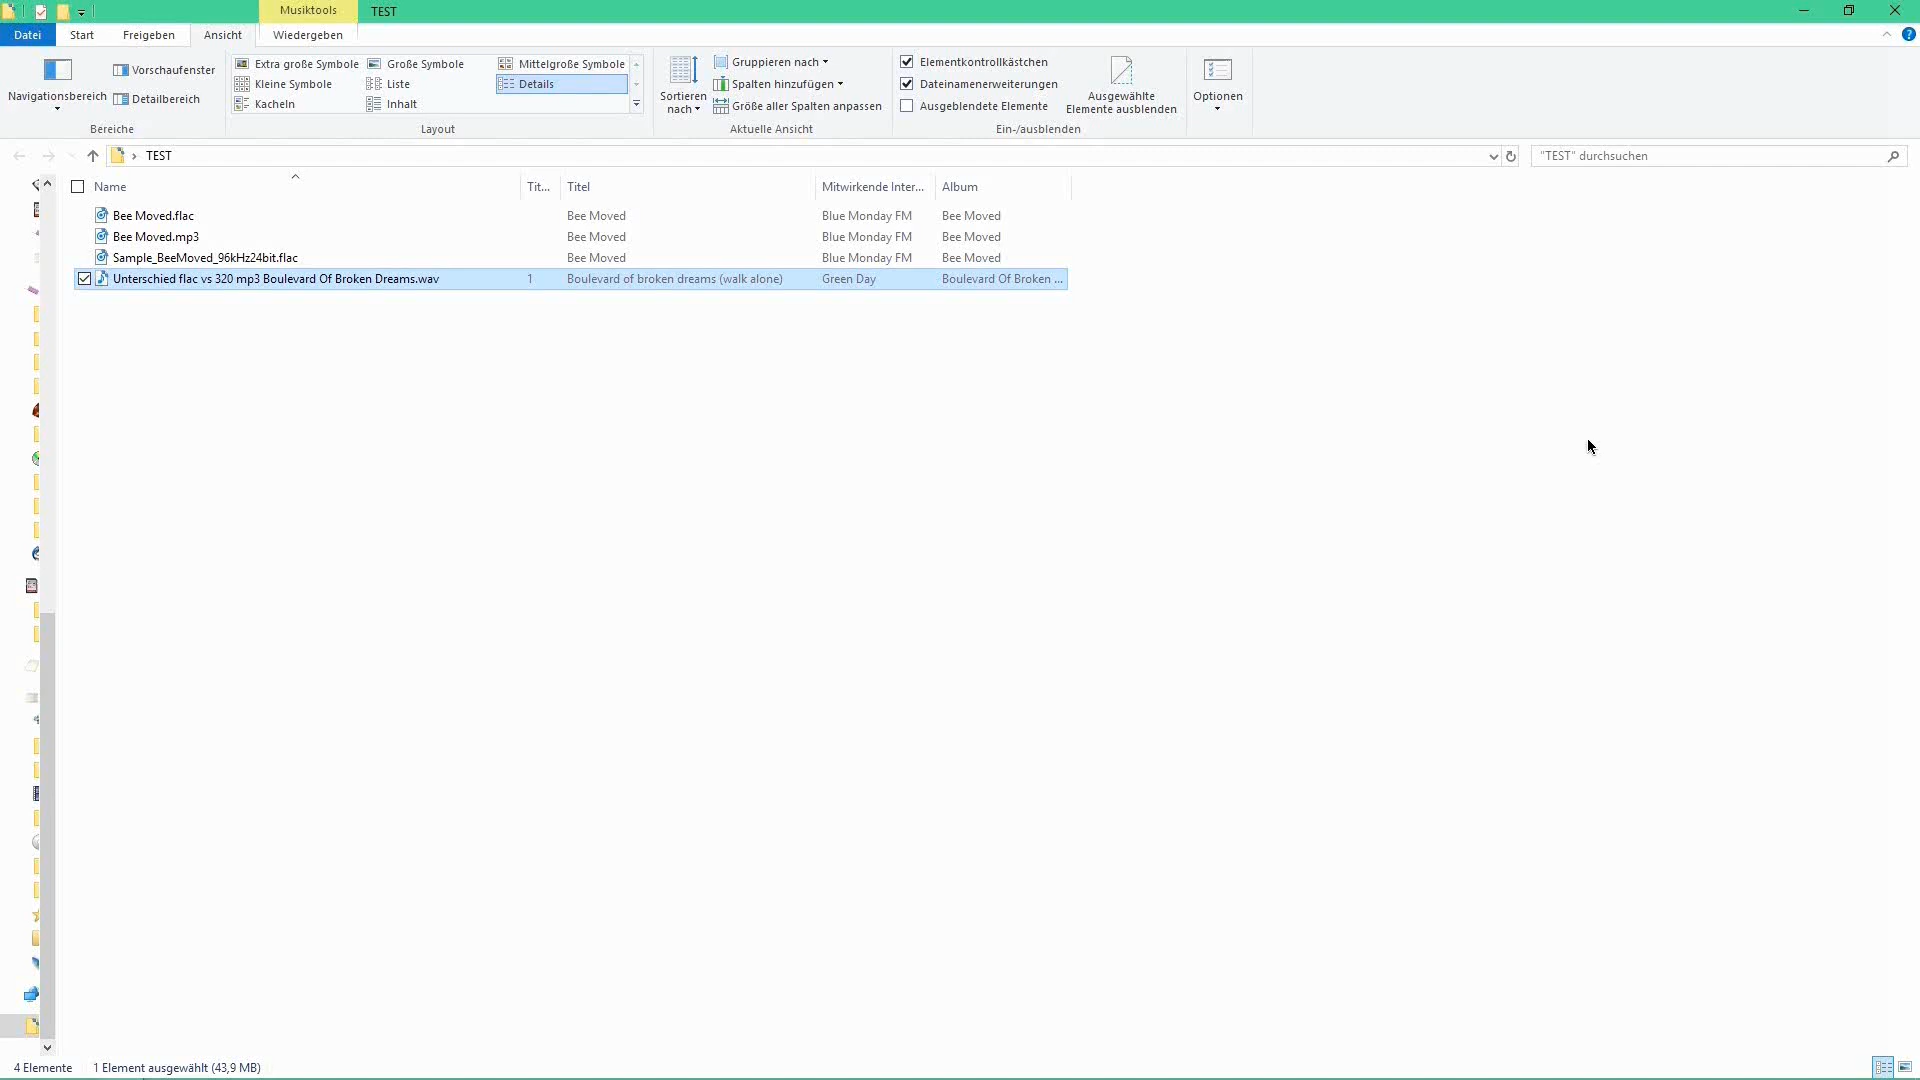 Musiktools TEST
Datei Start Freigeben Ansicht Wiedergeben
Navigationsbereich
Vorschaufenster
Detailbereich
Bereiche
Extra große Symbole Große Symbole Mittelgroße Symbole
Kleine Symbole Liste Details
Kacheln Inhalt
Layout
Sortieren
nach
Gruppieren nach
Spalten hinzufügen
Größe aller Spalten anpassen
Aktuelle Ansicht
Elementkontrollkästchen
Dateinamenerweiterungen
Ausgeblendete Elemente
Ausgewählte
Elemente ausblenden
Ein-/ausblenden
Optionen
TEST
"TEST" durchsuchen
Name Tit... Titel Mitwirkende Inter... Album
Bee Moved.flac Bee Moved Blue Monday FM Bee Moved
Bee Moved.mp3 Bee Moved Blue Monday FM Bee Moved
Sample_BeeMoved_96kHz24bit.flac Bee Moved Blue Monday FM Bee Moved
Unterschied flac vs 320 mp3 Boulevard Of Broken Dreams.wav 1 Boulevard of broken dreams (walk alone) Green Day Boulevard Of Broken ...
4 Elemente 1 Element ausgewählt (43,9 MB)